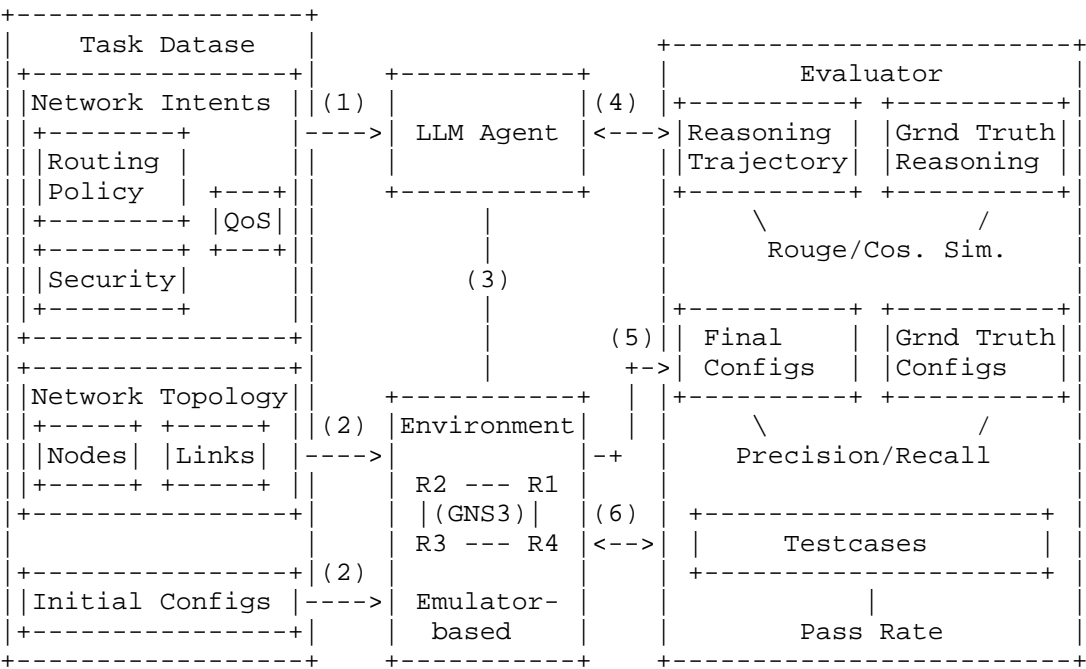 Task Datase
Evaluator
Network Intents (1) (4)
LLM Agent Reasoning Grnd Truth
Routing Trajectory Reasoning
Policy
QoS
Rouge/Cos. Sim.
Security (3)
(5) Final Grnd Truth
Configs Configs
Network Topology
(2) Environment
Nodes Links Precision/Recall
R2 --- R1
(GNS3) (6)
R3 --- R4 Testcases
(2)
Initial Configs Emulator-
based Pass Rate